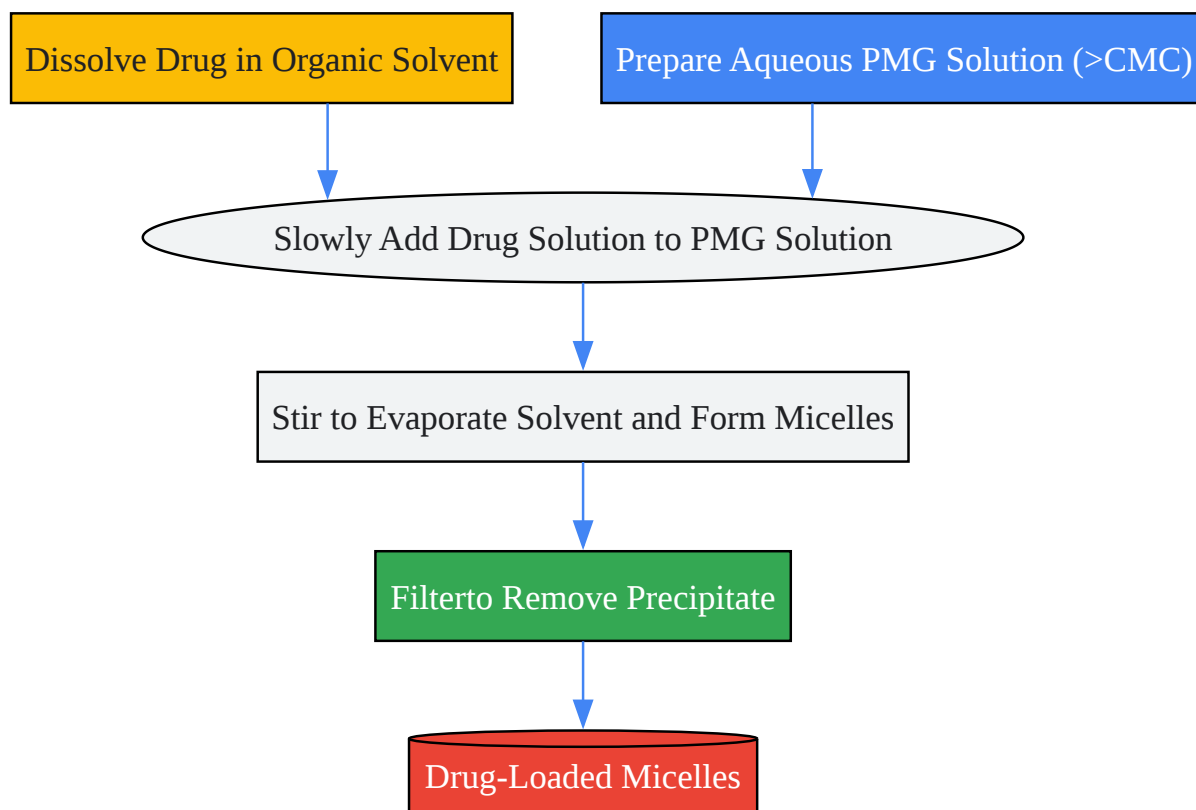 Dissolve Drug in Organic Solvent
Prepare Aqueous PMG Solution (>CMC)
Slowly Add Drug Solution to PMG Solution
Stir to Evaporate Solvent and Form Micelles
Filterto Remove Precipitate
Drug-Loaded Micelles